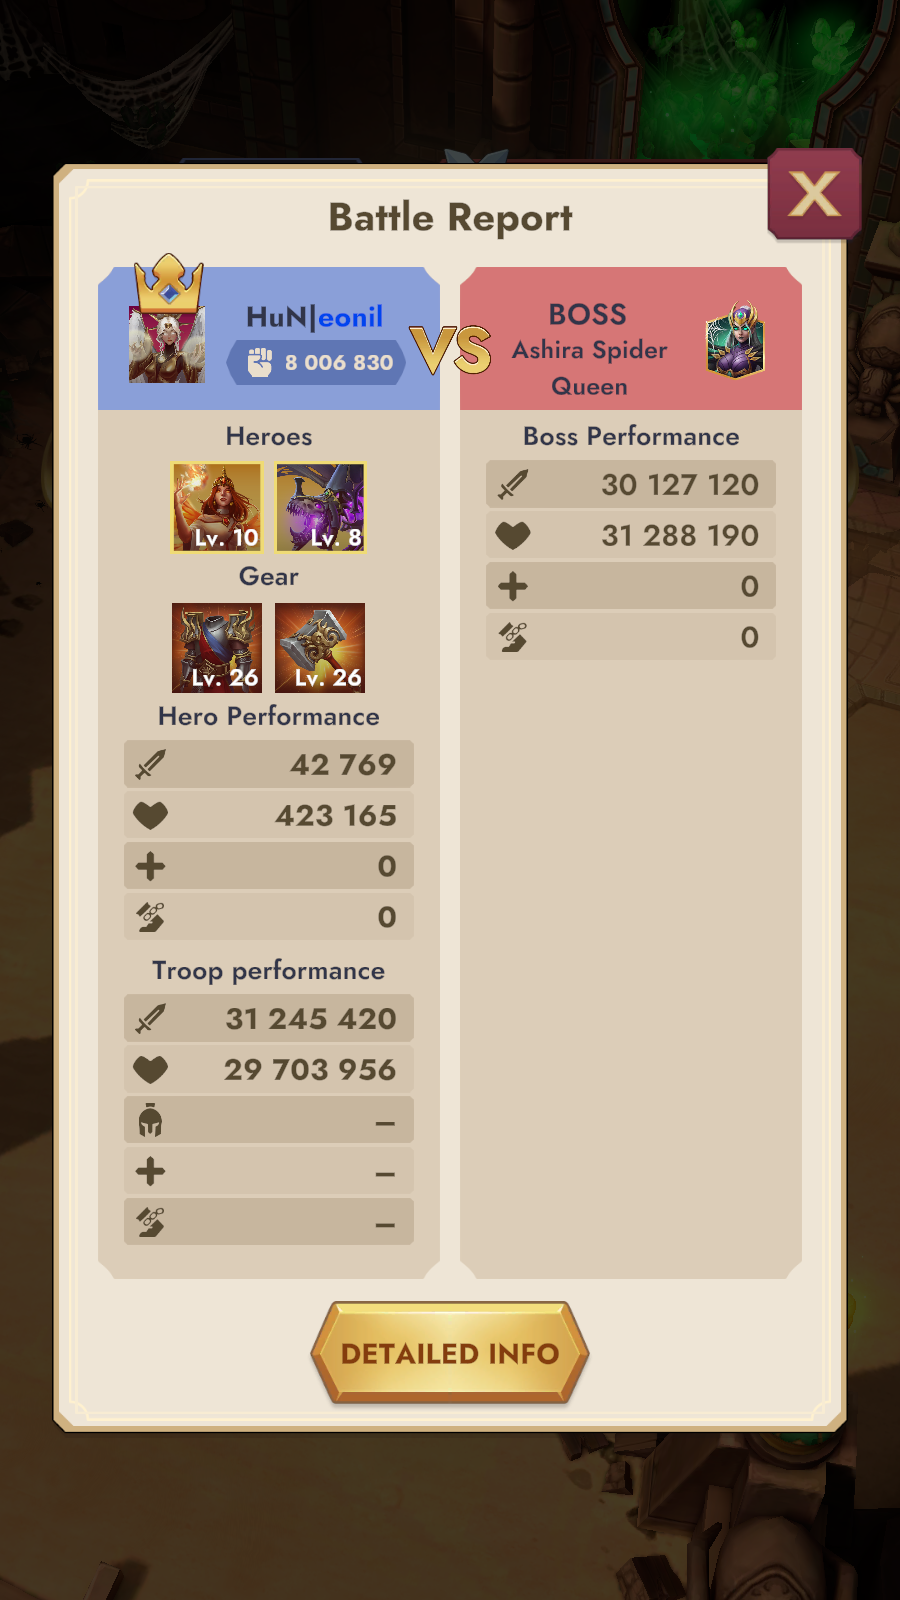 X
Battle Report
HuN|eonil
8 006 830
VS
BOSS
Ashira Spider
Queen
Heroes
Lv. 10
Lv. 8
Gear
Lv. 26
Lv. 26
Hero Performance
42 769
423 165
0
0
Troop performance
31 245 420
29 703 956
–
–
–
Boss Performance
30 127 120
31 288 190
0
0
DETAILED INFO